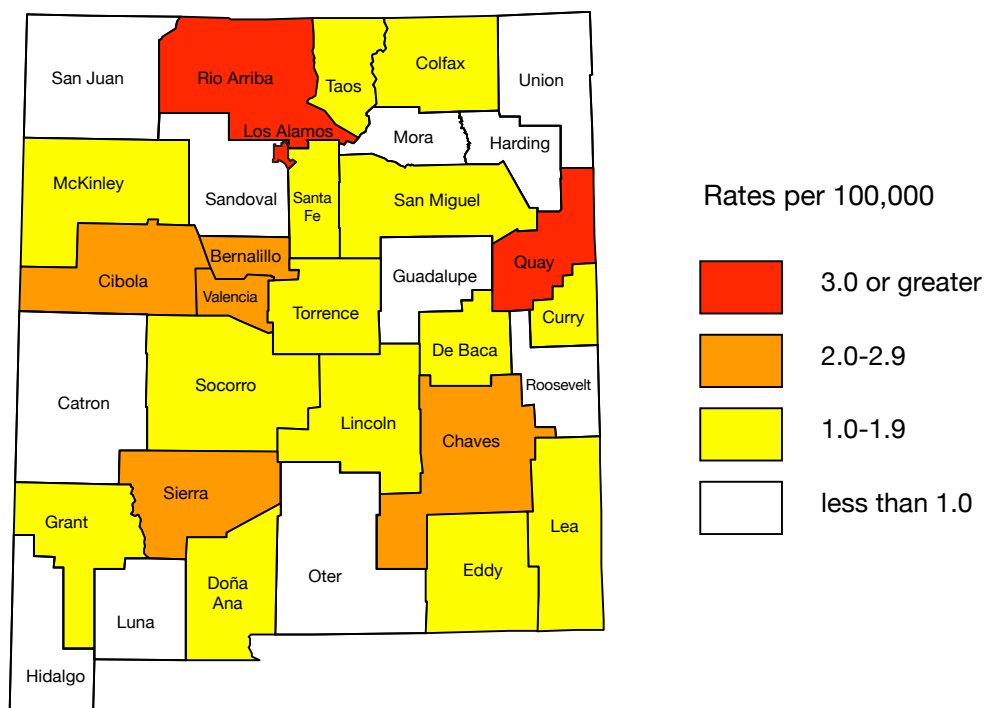 San Juan
Rio Arriba
Taos
Colfax
Union
Los Alamos
Mora
Harding
McKinley
Sandoval
Santa
Fe
San Miguel
Rates per 100,000
Bernalillo
Cibola
Valencia
Guadalupe
Quay
3.0 or greater
Torrence
Curry
De Baca
2.0-2.9
Socorro
Roosevelt
Catron
Lincoln
Chaves
1.0-1.9
Sierra
Grant
Lea
less than 1.0
Doña
Ana
Oter
Eddy
Luna
Hidalgo